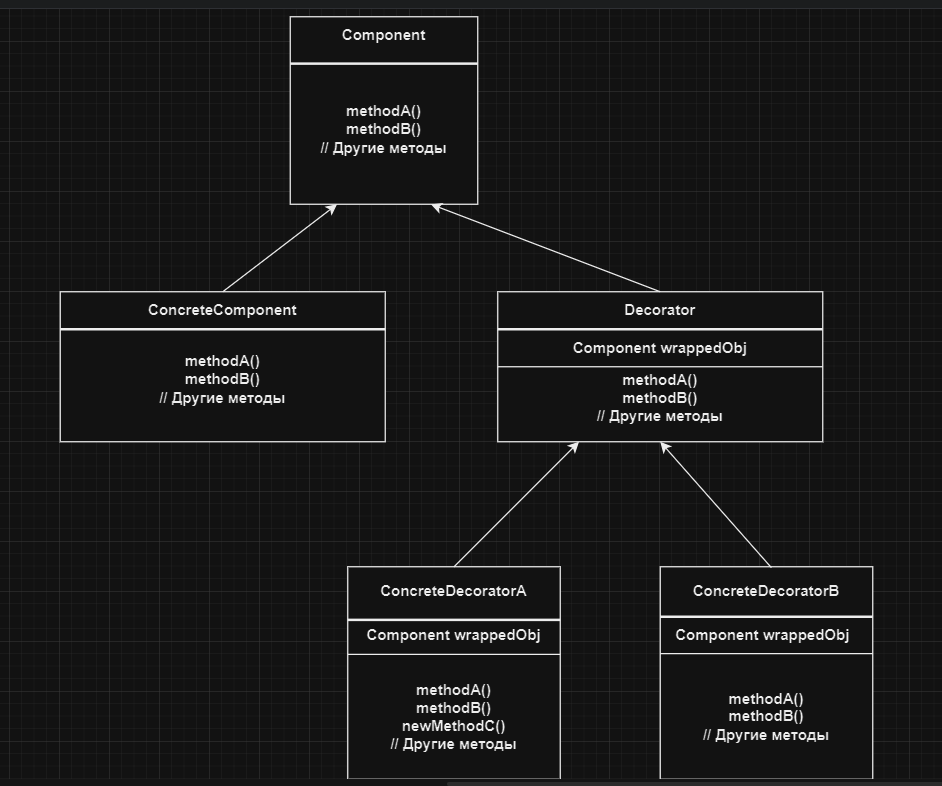 Component
methodA()
methodB()
// Другие методы
ConcreteComponent
methodA()
methodB()
// Другие методы
Decorator
Component wrappedObj
methodA()
methodB()
// Другие методы
ConcreteDecoratorA
Component wrappedObj
methodA()
methodB()
newMethodC()
// Другие методы
ConcreteDecoratorB
Component wrappedObj
methodA()
methodB()
// Другие методы